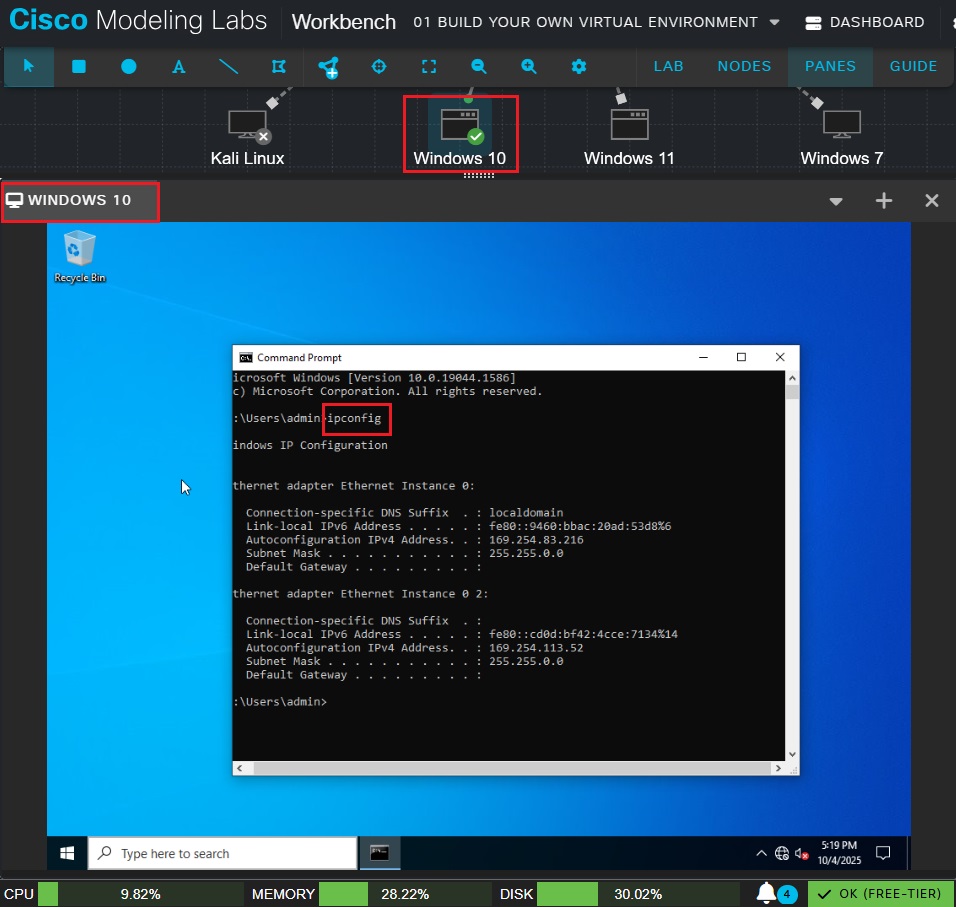 Cisco Modeling Labs Workbench 01 BUILD YOUR OWN VIRTUAL ENVIRONMENT DASHBOARD
A LAB NODES PANES GUIDE
Kali Linux Windows 10 Windows 11 Windows 7
WINDOWS 10
Recycle Bin
Command Prompt
icrosoft Windows [Version 10.0.19044.1586]
c) Microsoft Corporation. All rights reserved.
:\Users\admin>ipconfig
indows IP Configuration
thernet adapter Ethernet Instance 0:
Connection-specific DNS Suffix . : localdomain
Link-local IPv6 Address . . . . . : fe80::9460:bbac:20ad:53d8%6
Autoconfiguration IPv4 Address. . : 169.254.83.216
Subnet Mask . . . . . . . . . . . : 255.255.0.0
Default Gateway . . . . . . . . . :
thernet adapter Ethernet Instance 0 2:
Connection-specific DNS Suffix . :
Link-local IPv6 Address . . . . . : fe80::cd0d:bf42:4cce:7134%14
Autoconfiguration IPv4 Address. . : 169.254.113.52
Subnet Mask . . . . . . . . . . . : 255.255.0.0
Default Gateway . . . . . . . . . :
:\Users\admin>
Type here to search
5:19 PM
10/4/2025
CPU 9.82% MEMORY 28.22% DISK 30.02% 4 OK (FREE-TIER)